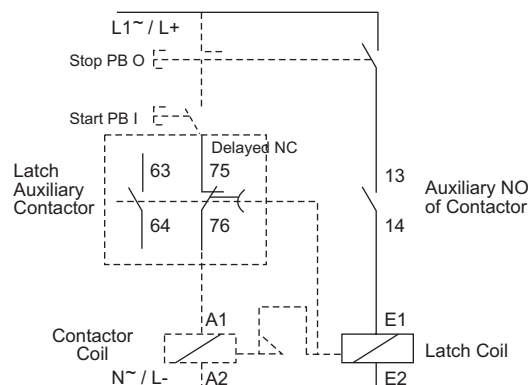 L1~ / L+
Stop PB O
Start PB I
Delayed NC
Latch
Auxiliary
Contactor
63
75
64
76
13
14
Auxiliary NO
of Contactor
Contactor
Coil
A1
A2
N~ / L-
E1
E2
Latch Coil